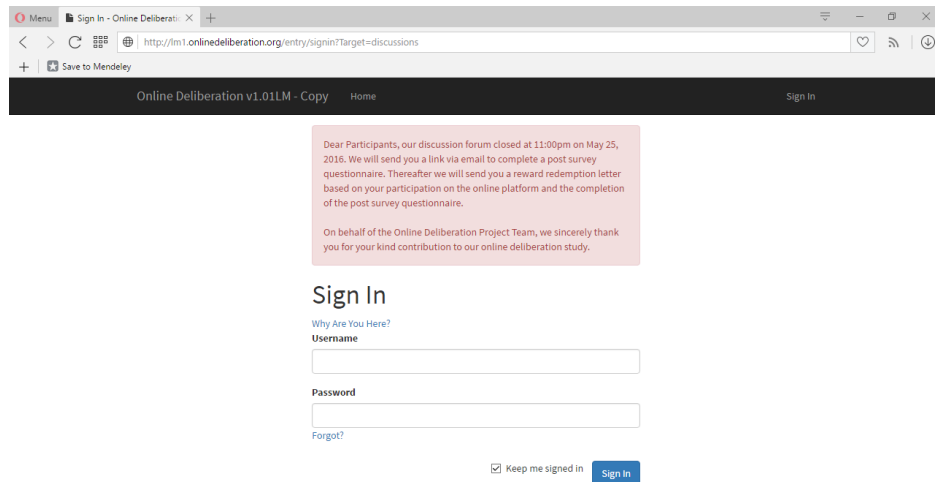 Menu
Sign In - Online Deliberatio
http://lm1.onlinedeliberation.org/entry/signin?Target=discussions
Save to Mendeley
Online Deliberation v1.01LM - Copy Home Sign In
Dear Participants, our discussion forum closed at 11:00pm on May 25,
2016. We will send you a link via email to complete a post survey
questionnaire. Thereafter we will send you a reward redemption letter
based on your participation on the online platform and the completion
of the post survey questionnaire.
On behalf of the Online Deliberation Project Team, we sincerely thank
you for your kind contribution to our online deliberation study.
Sign In
Why Are You Here?
Username
Password
Forgot?
Keep me signed in
Sign In